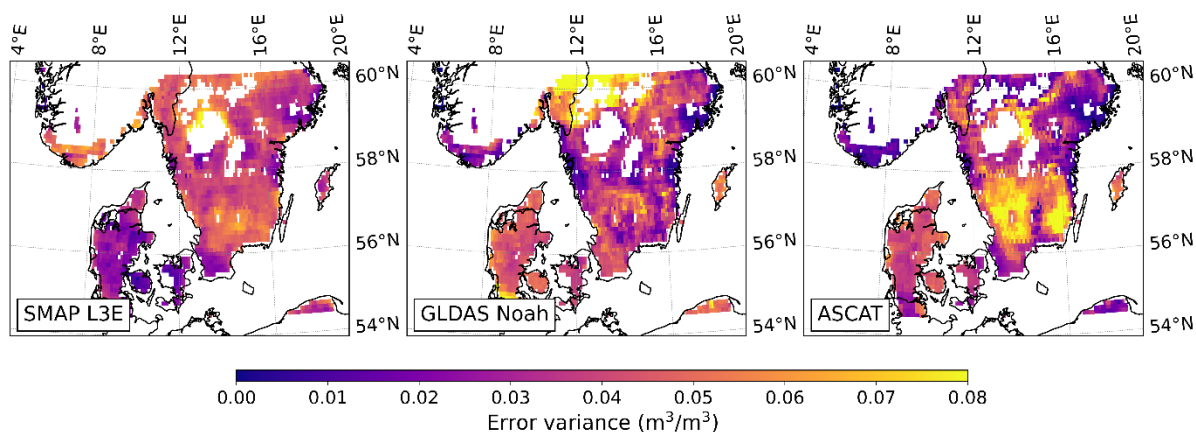 4°E 8°E 12°E 16°E 20°E 4°E 8°E 12°E 16°E 20°E 4°E 8°E 12°E 16°E 20°E
60°N 60°N 60°N
58°N 58°N 58°N
56°N 56°N 56°N
SMAP L3E GLDAS Noah ASCAT
54°N 54°N 54°N
0.00 0.01 0.02 0.03 0.04 0.05 0.06 0.07 0.08
Error variance (m³/m³)